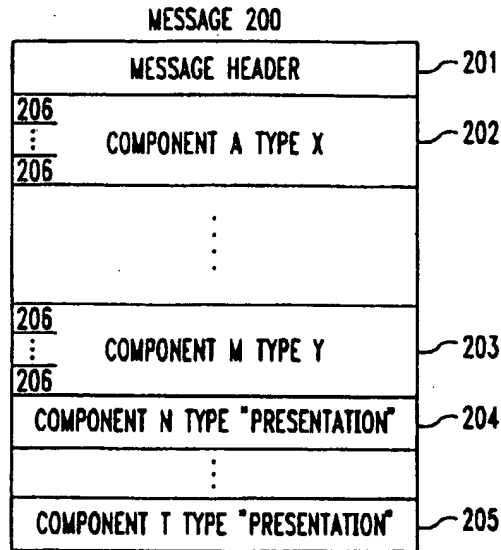 MESSAGE 200
MESSAGE HEADER 201
206
COMPONENT A TYPE X 202
206
206
COMPONENT M TYPE Y 203
206
COMPONENT N TYPE "PRESENTATION" 204
COMPONENT T TYPE "PRESENTATION" 205